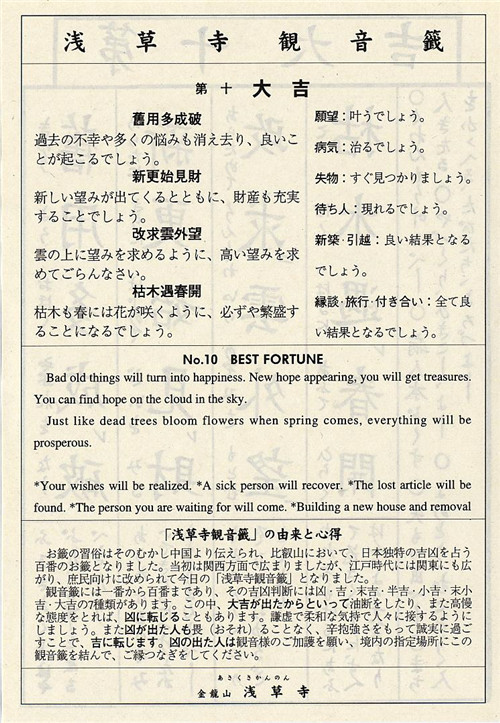 浅草寺観音籤
第十 大吉
舊用多成破
過去の不幸や多くの悩みも消え去り、良いこ
とが起こるでしょう。
新更始見財
新しい望みが出てくるとともに、財産も充実
することでしょう。
改求雲外望
雲の上に望みを求めるように、高い望みを求
めてごらんなさい。
枯木遇春開
枯木も春には花が咲くように、必ずや繁盛す
ることになるでしょう。
願望：叶うでしょう。
病気：治るでしょう。
失物：すぐ見つかりましょう。
待ち人：現れるでしょう。
新築・引越：良い結果となる
でしょう。
縁談・旅行・付き合い：全て良
い結果となるでしょう。
No.10 BEST FORTUNE
Bad old things will turn into happiness. New hope appearing, you will get treasures.
You can find hope on the cloud in the sky.
Just like dead trees bloom flowers when spring comes, everything will be
prosperous.
*Your wishes will be realized. *A sick person will recover. *The lost article will be
found. *The person you are waiting for will come. *Building a new house and removal
「浅草寺観音籤」の由来と心得
お籤の習俗はそのむかし中国より伝えられ、比叡山において、日本独特の吉凶を占う
百番のお籤となりました。当初は関西方面で広まりましたが、江戸時代には関東にも広
がり、庶民向けに改められて今日の「浅草寺観音籤」となりました。
観音籤には一番から百番まであり、その吉凶判断には凶・吉・末吉・半吉・小吉・末小
吉・大吉の7種類があります。この中、大吉が出たからといって油断をしたり、また高慢
な態度をとれば、凶に転じることもあります。謙虚で柔和な気持で人々に接するように
しましょう。また凶が出た人も畏（おそれ）ることなく、辛抱強さをもって誠実に過ご
すことで、吉に転じます。凶の出た人は観音様のご加護を願い、境内の指定場所にこの
観音籤を結んで、ご縁つなぎをしてください。
あさくさかんのん
金龍山 浅草寺